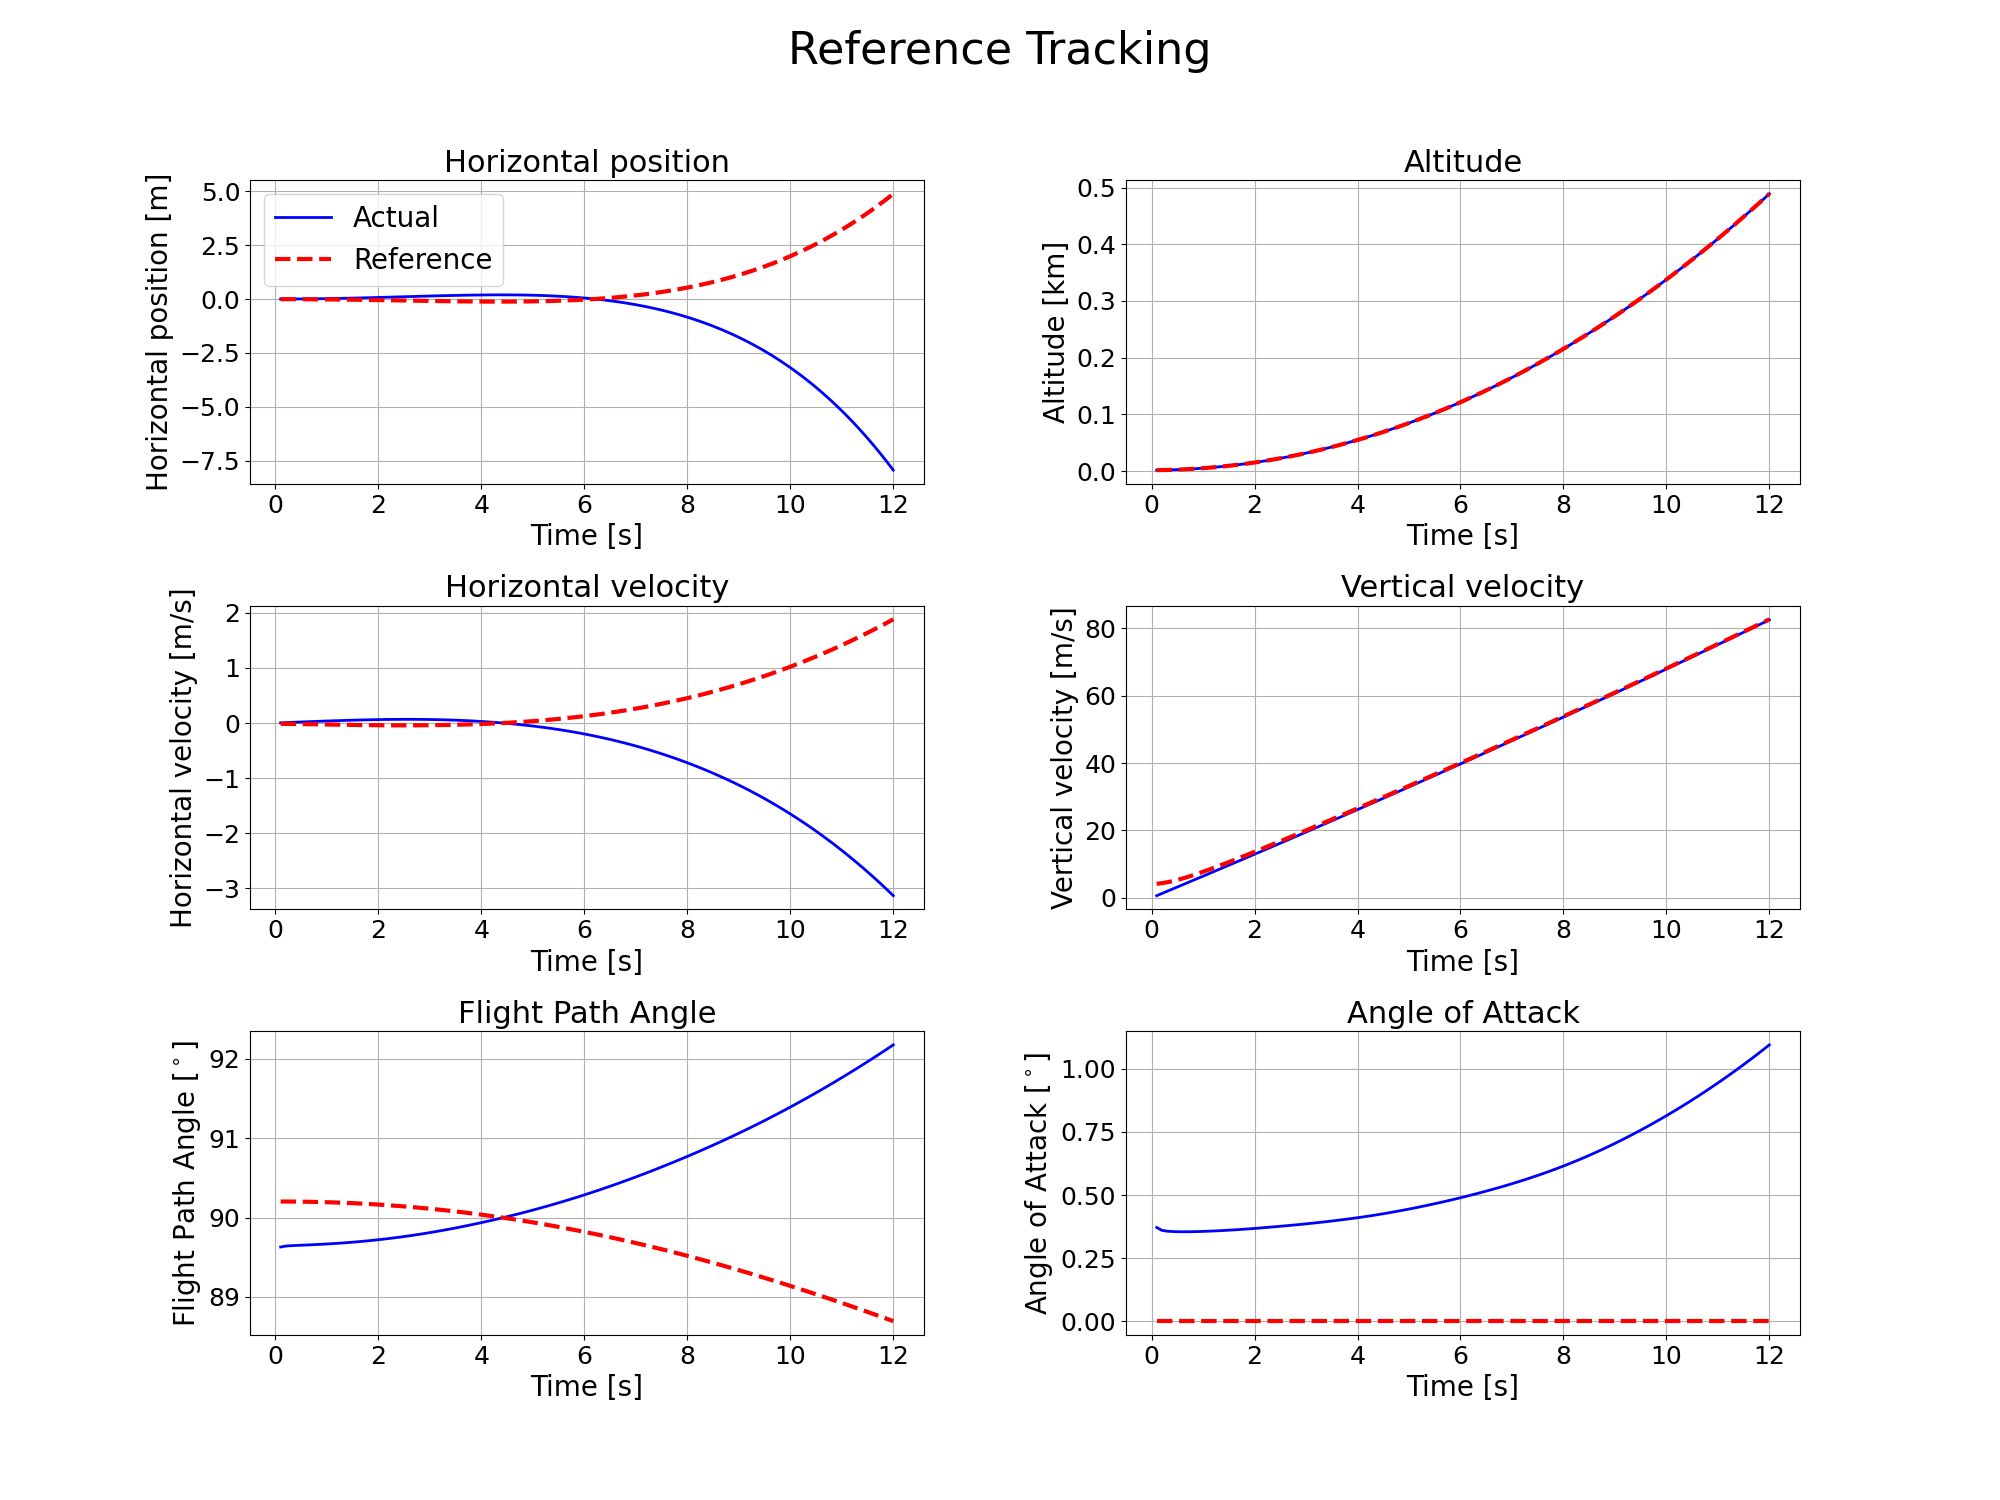 Reference Tracking
Horizontal position
Horizontal position [m]
5.0
2.5
0.0
−2.5
−5.0
−7.5
Actual
Reference
0 2 4 6 8 10 12
Time [s]
Altitude
Altitude [km]
0.5
0.4
0.3
0.2
0.1
0.0
0 2 4 6 8 10 12
Time [s]
Horizontal velocity
Horizontal velocity [m/s]
2
1
0
−1
−2
−3
0 2 4 6 8 10 12
Time [s]
Vertical velocity
Vertical velocity [m/s]
80
60
40
20
0
0 2 4 6 8 10 12
Time [s]
Flight Path Angle
Flight Path Angle [°]
92
91
90
89
0 2 4 6 8 10 12
Time [s]
Angle of Attack
Angle of Attack [°]
1.00
0.75
0.50
0.25
0.00
0 2 4 6 8 10 12
Time [s]